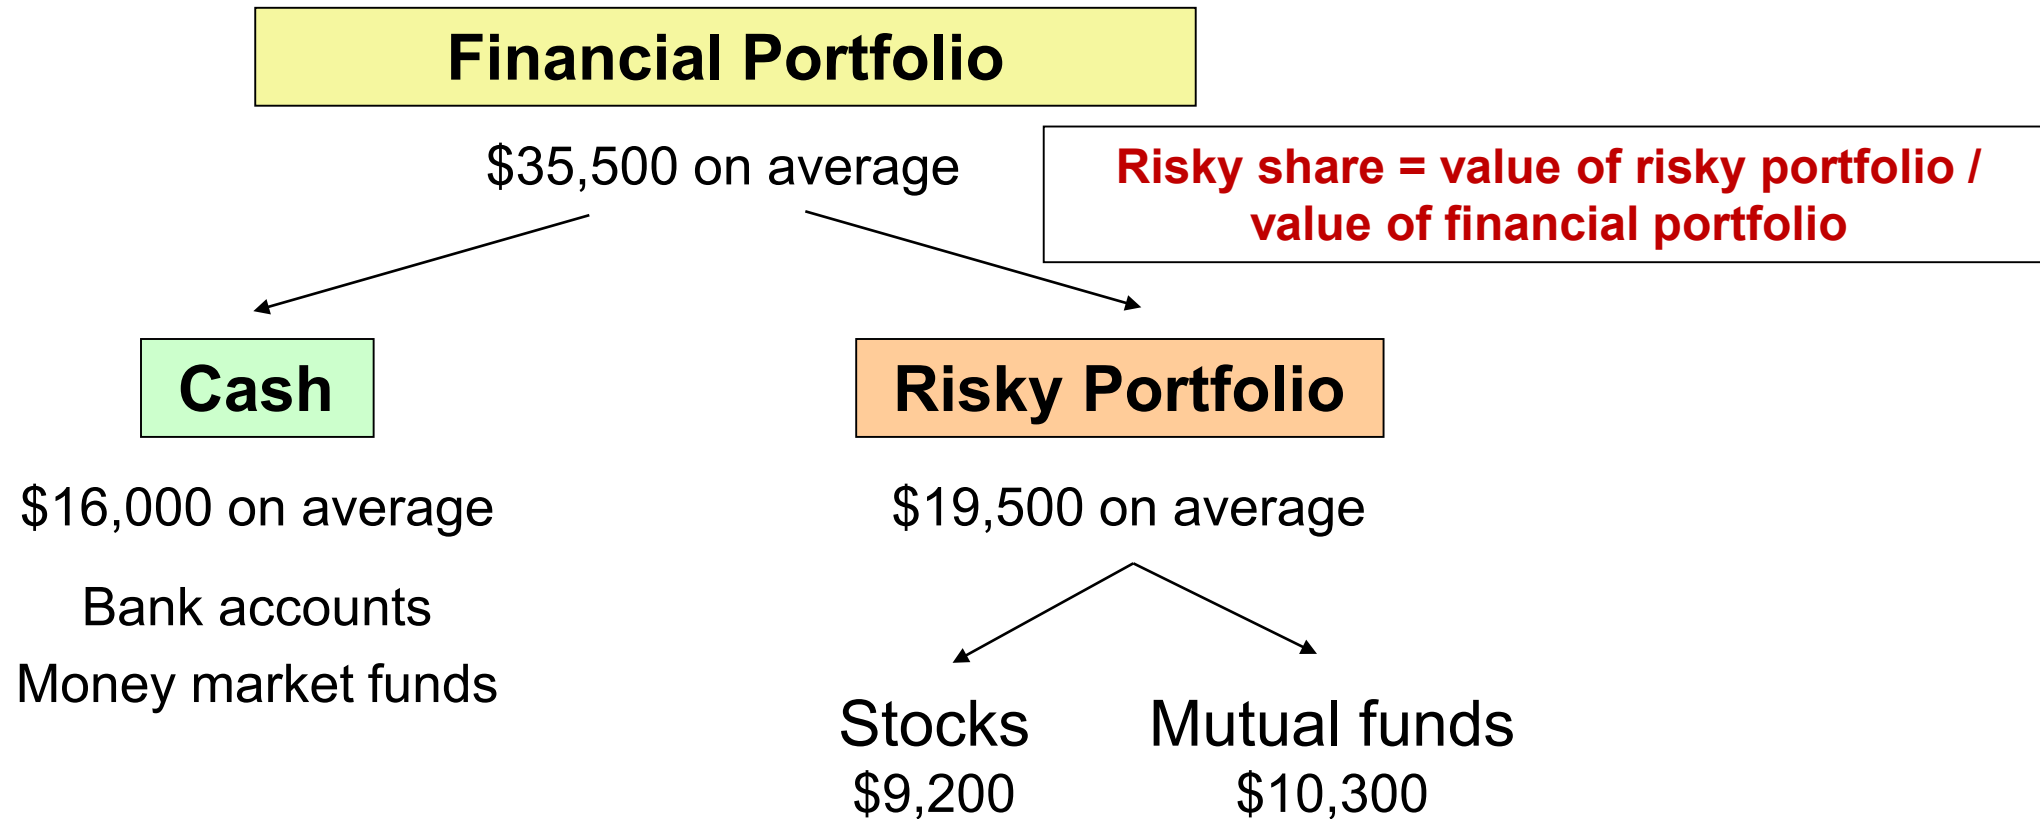 Financial Portfolio
$35,500 on average
Risky share = value of risky portfolio /
value of financial portfolio
Cash
Risky Portfolio
$16,000 on average
$19,500 on average
Bank accounts
Money market funds
Stocks
Mutual funds
$9,200
$10,300